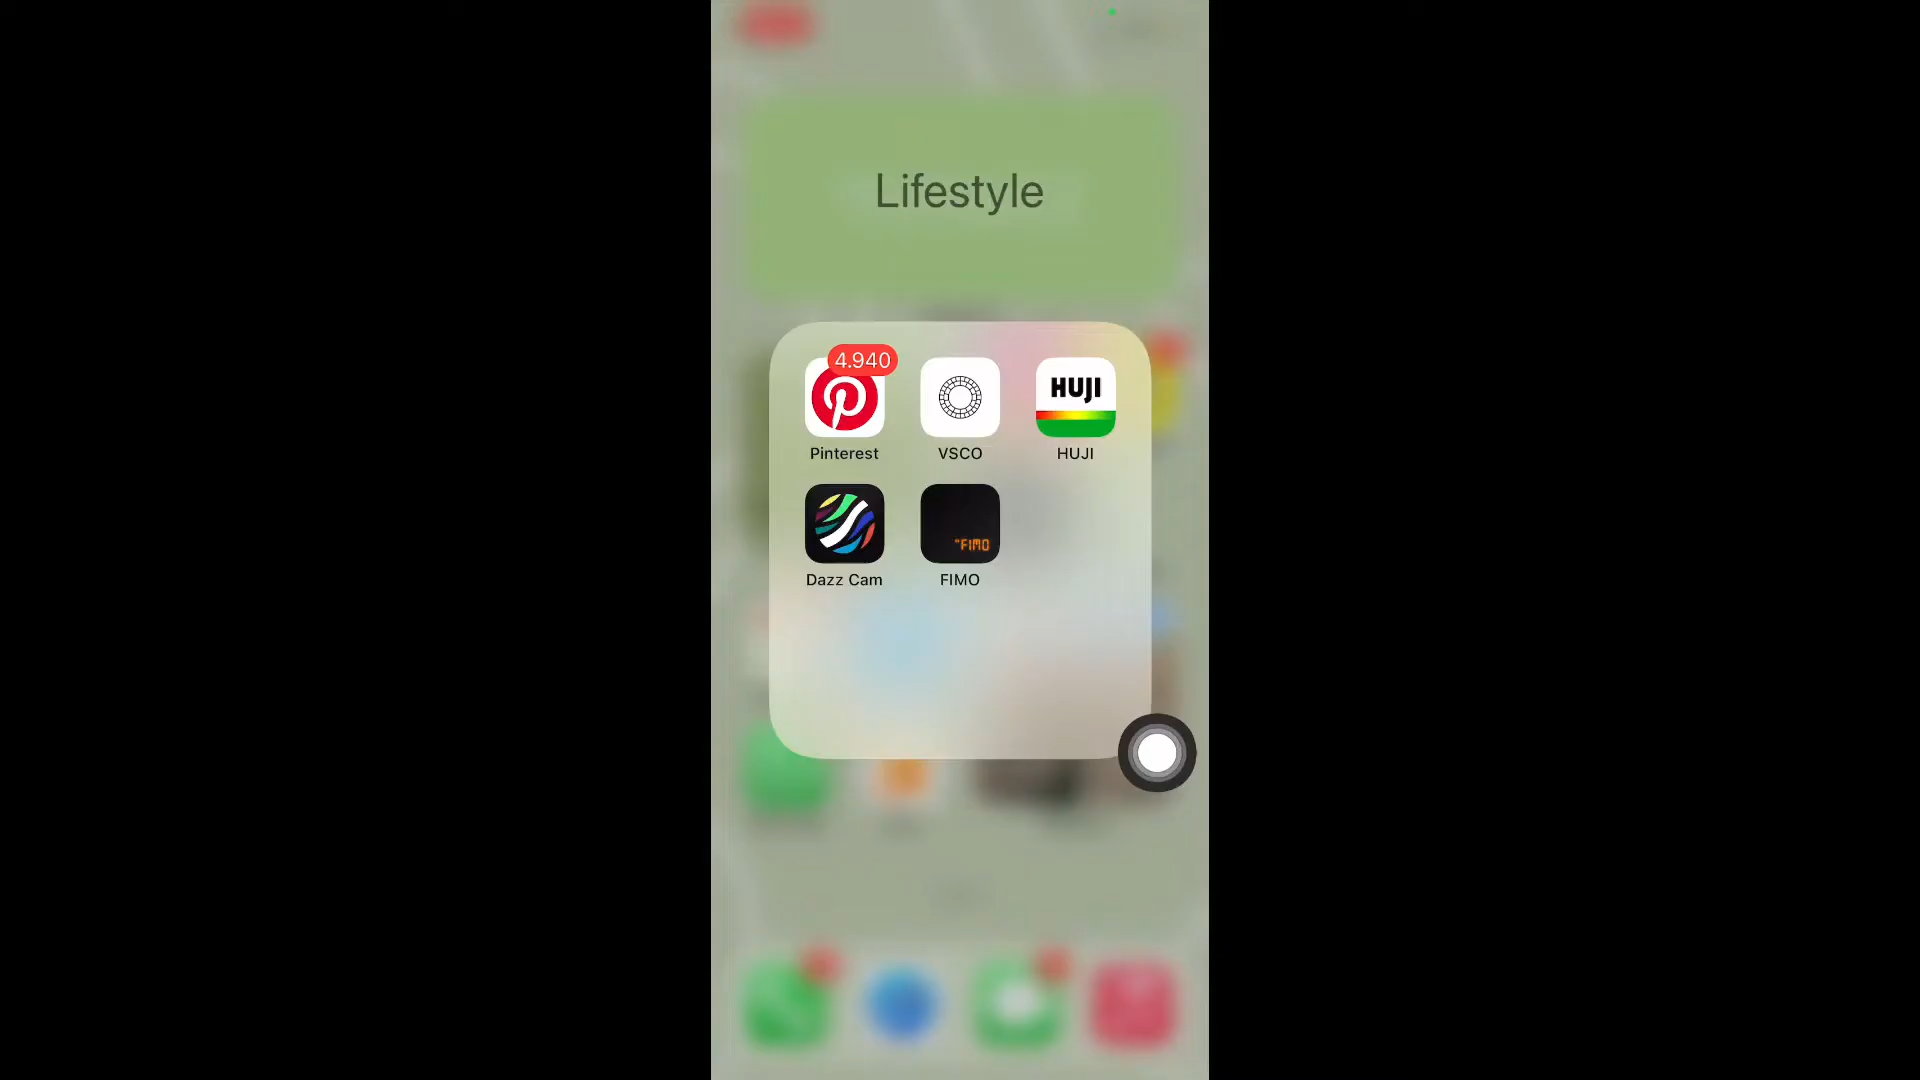 Lifestyle
4.940
HUJI
Pinterest
VSCO
HUJI
FIMO
Dazz Cam
FIMO